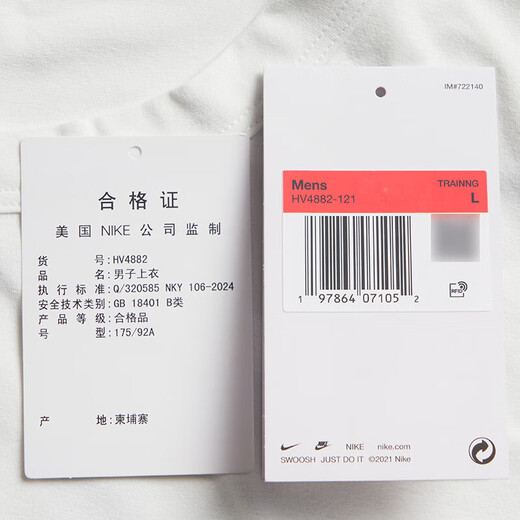 合格证
美国 NIKE 公司监制
货号:HV4882
品名:男子上衣
执行标准:Q/320585 NKY 106-2024
安全技术类别:GB 18401 B类
产品等级:合格品
号型:175/92A
产地:柬埔寨
IM#722140
Mens TRAINNG
HV4882-121 L
1 97864 07105 2
RFID
NIKE nike.com
SWOOSH JUST DO IT ©2021 Nike